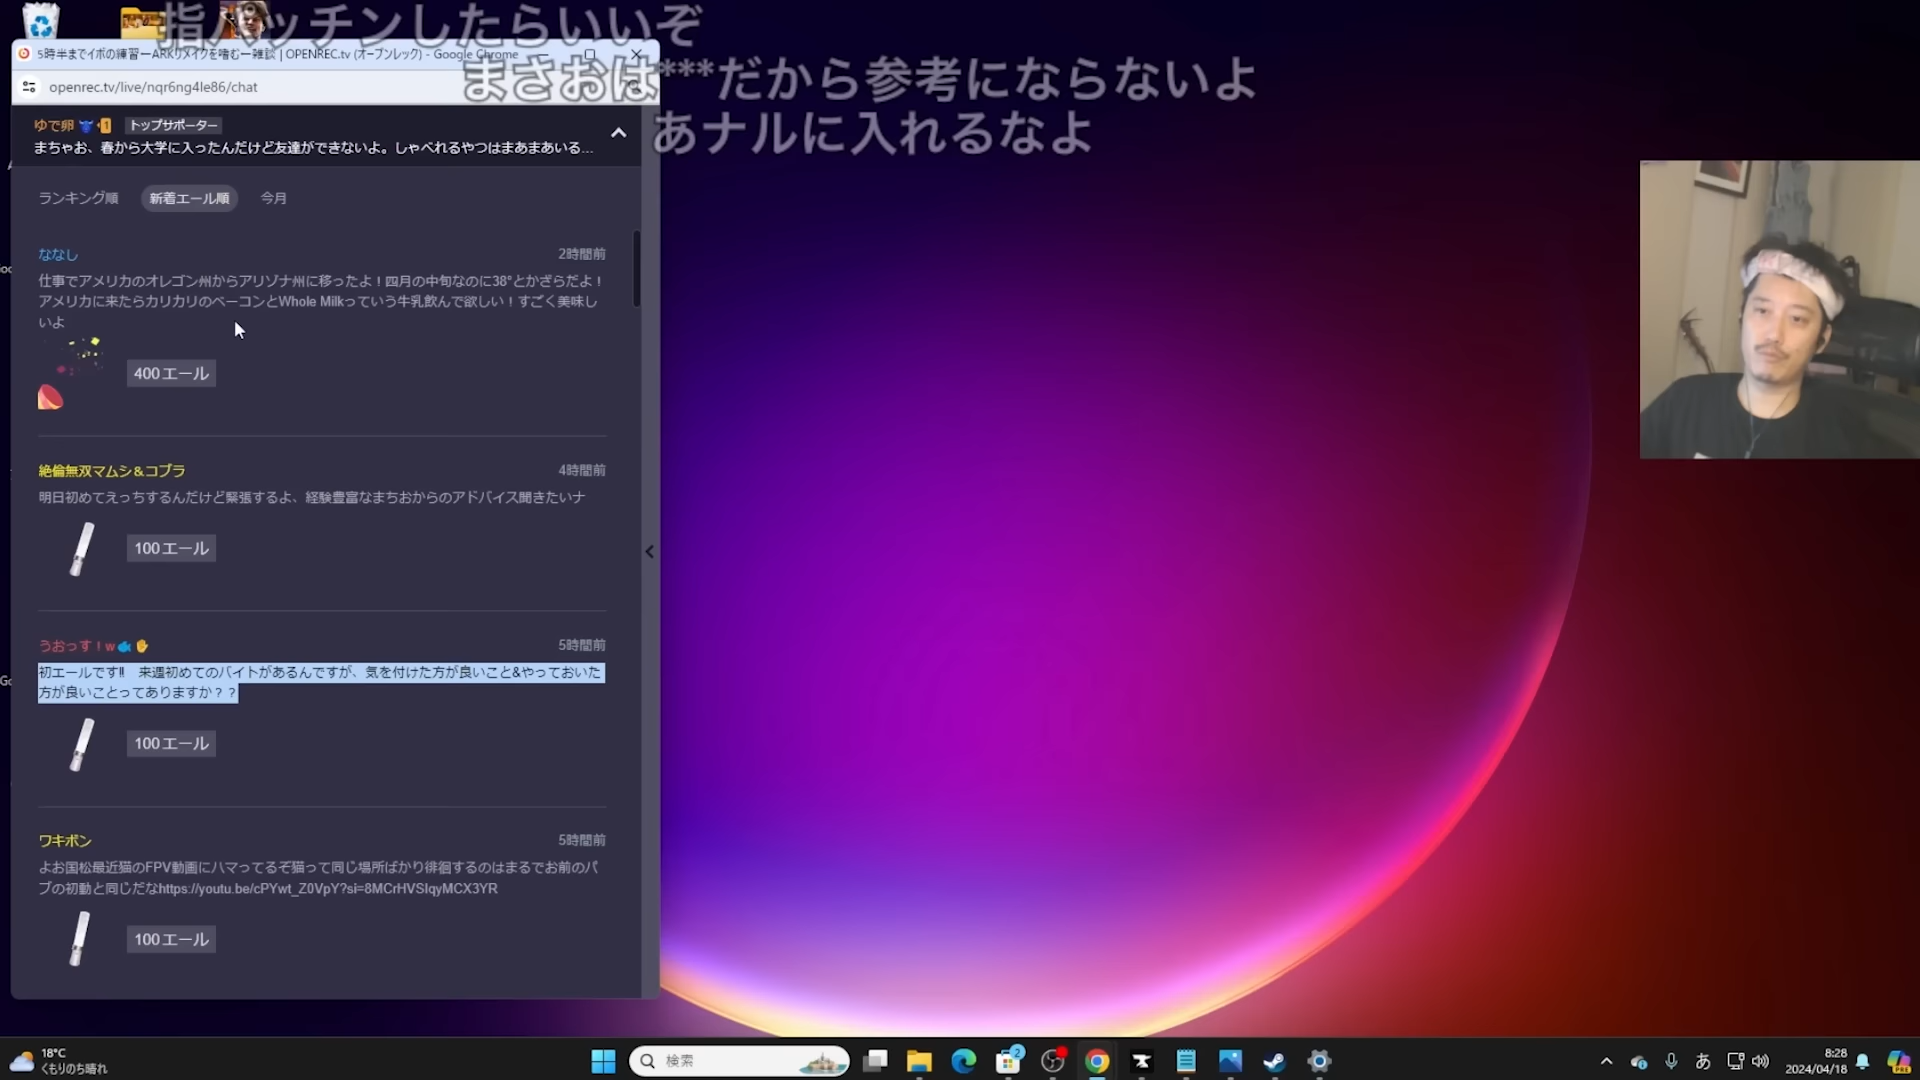 指パッチンしたらいいぞ
まさおは***だから参考にならないよ
あナルに入れるなよ
5時半までイボの練習ーARKリメイクを嗜む一雑談 | OPENREC.tv (オープンレック) - Google Chrome
openrec.tv/live/nqr6ng4le86/chat
ゆで卵 1 トップサポーター
まちゃお、春から大学に入ったんだけど友達ができないよ。しゃべれるやつはまあまあいる...
ランキング順 新着エール順 今月
ななし 2時間前
仕事でアメリカのオレゴン州からアリゾナ州に移ったよ！四月の中旬なのに38°とかざらだよ！
アメリカに来たらカリカリのベーコンとWhole Milkっていう牛乳飲んで欲しい！すごく美味し
いよ
400エール
絶倫無双マムシ＆コブラ 4時間前
明日初めてえっちするんだけど緊張するよ、経験豊富なまちおからのアドバイス聞きたいナ
100エール
うおっす！w🐟✋ 5時間前
初エールです‼ 来週初めてのバイトがあるんですが、気を付けた方が良いこと&やっておいた
方が良いことってありますか？？
100エール
ワキボン 5時間前
よお国松最近猫のFPV動画にハマってるぞ猫って同じ場所ばかり徘徊するのはまるでお前のパ
ブの初動と同じだなhttps://youtu.be/cPYwt_Z0VpY?si=8MCrHVSlqyMCX3YR
100エール
18°C
くもりのち晴れ
検索
2
あ
8:28
2024/04/18
PRE